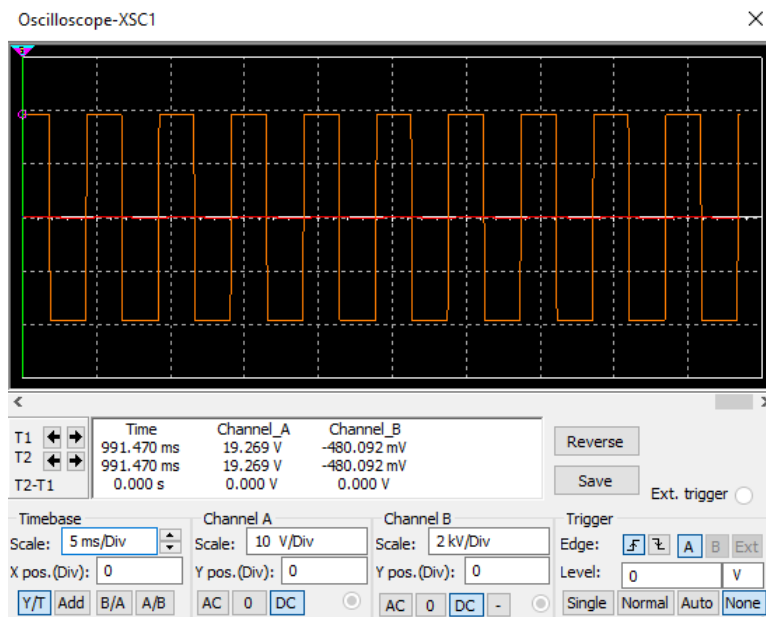 Oscilloscope-XSC1
Time Channel_A Channel_B
T1 991.470 ms 19.269 V -480.092 mV
T2 991.470 ms 19.269 V -480.092 mV
T2-T1 0.000 s 0.000 V 0.000 V
Reverse
Save
Ext. trigger
Timebase Channel A Channel B Trigger
Scale: 5 ms/Div Scale: 10 V/Div Scale: 2 kV/Div Edge: A B Ext
X pos.(Div): 0 Y pos.(Div): 0 Y pos.(Div): 0 Level: 0 V
Y/T Add B/A A/B AC 0 DC AC 0 DC - Single Normal Auto None